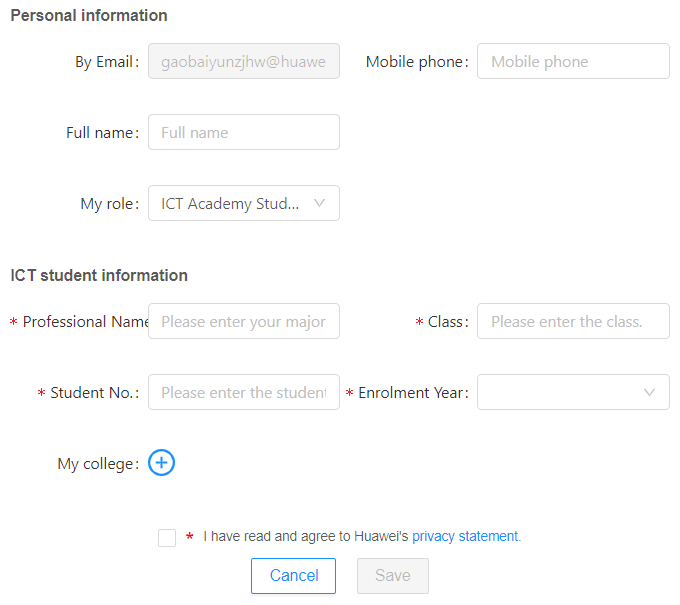 Personal information
By Email: gaobaiyunzjhw@huawe Mobile phone: Mobile phone
Full name: Full name
My role: ICT Academy Stud...
ICT student information
* Professional Name Please enter your major * Class: Please enter the class.
* Student No.: Please enter the student * Enrolment Year:
My college:
* I have read and agree to Huawei's privacy statement.
Cancel Save